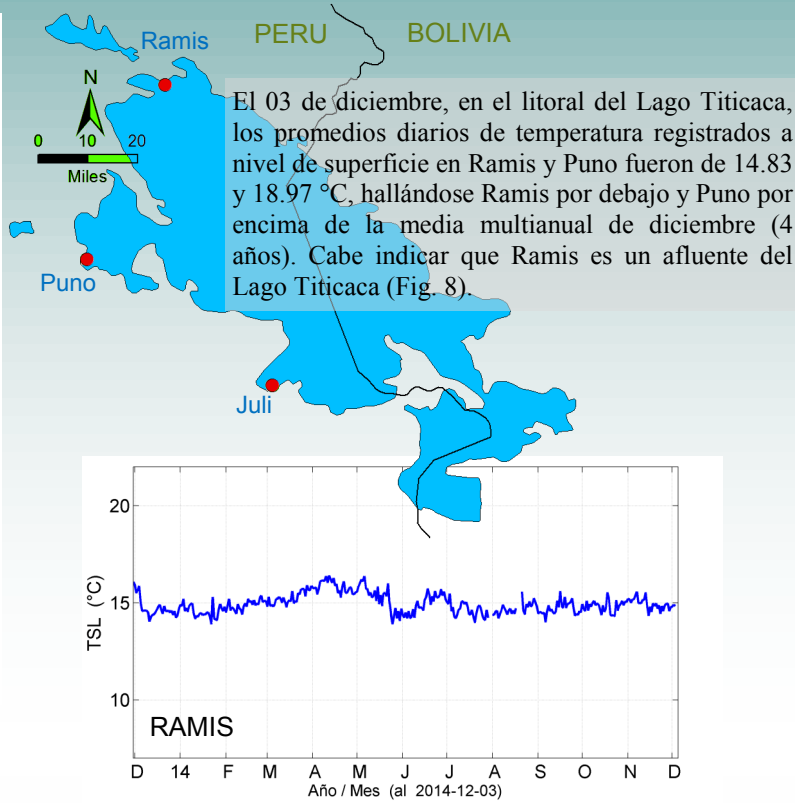 Ramis
PERU
BOLIVIA
N
0 10 20
Miles
El 03 de diciembre, en el litoral del Lago Titicaca,
los promedios diarios de temperatura registrados a
nivel de superficie en Ramis y Puno fueron de 14.83
y 18.97 °C, hallándose Ramis por debajo y Puno por
encima de la media multianual de diciembre (4
años). Cabe indicar que Ramis es un afluente del
Lago Titicaca (Fig. 8).
Puno
Juli
20
15
10
TSL (°C)
RAMIS
D 14 F M A M J J A S O N D
Año / Mes (al 2014-12-03)